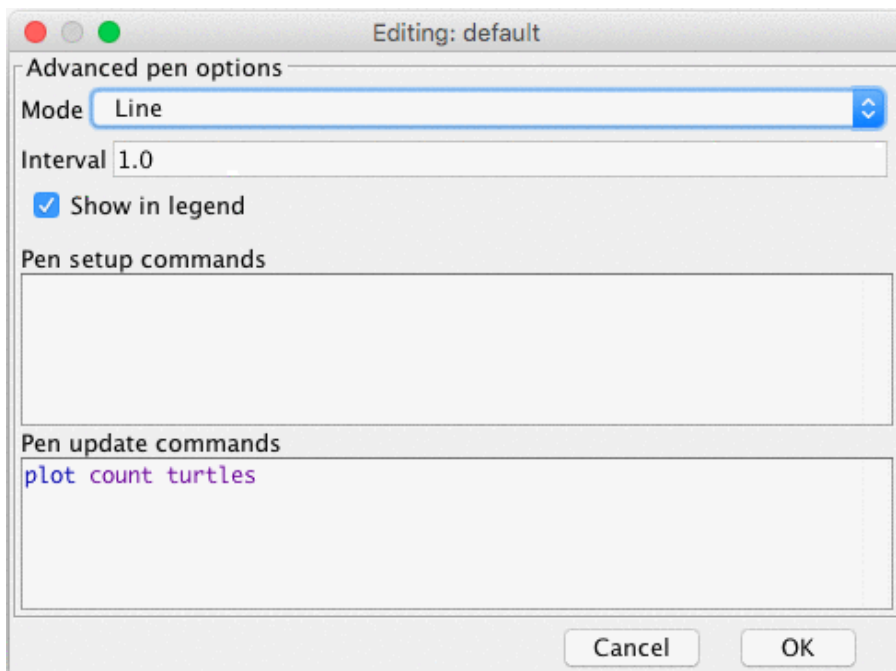 Editing: default
Advanced pen options
Mode Line
Interval 1.0
Show in legend
Pen setup commands
Pen update commands
plot count turtles
Cancel OK